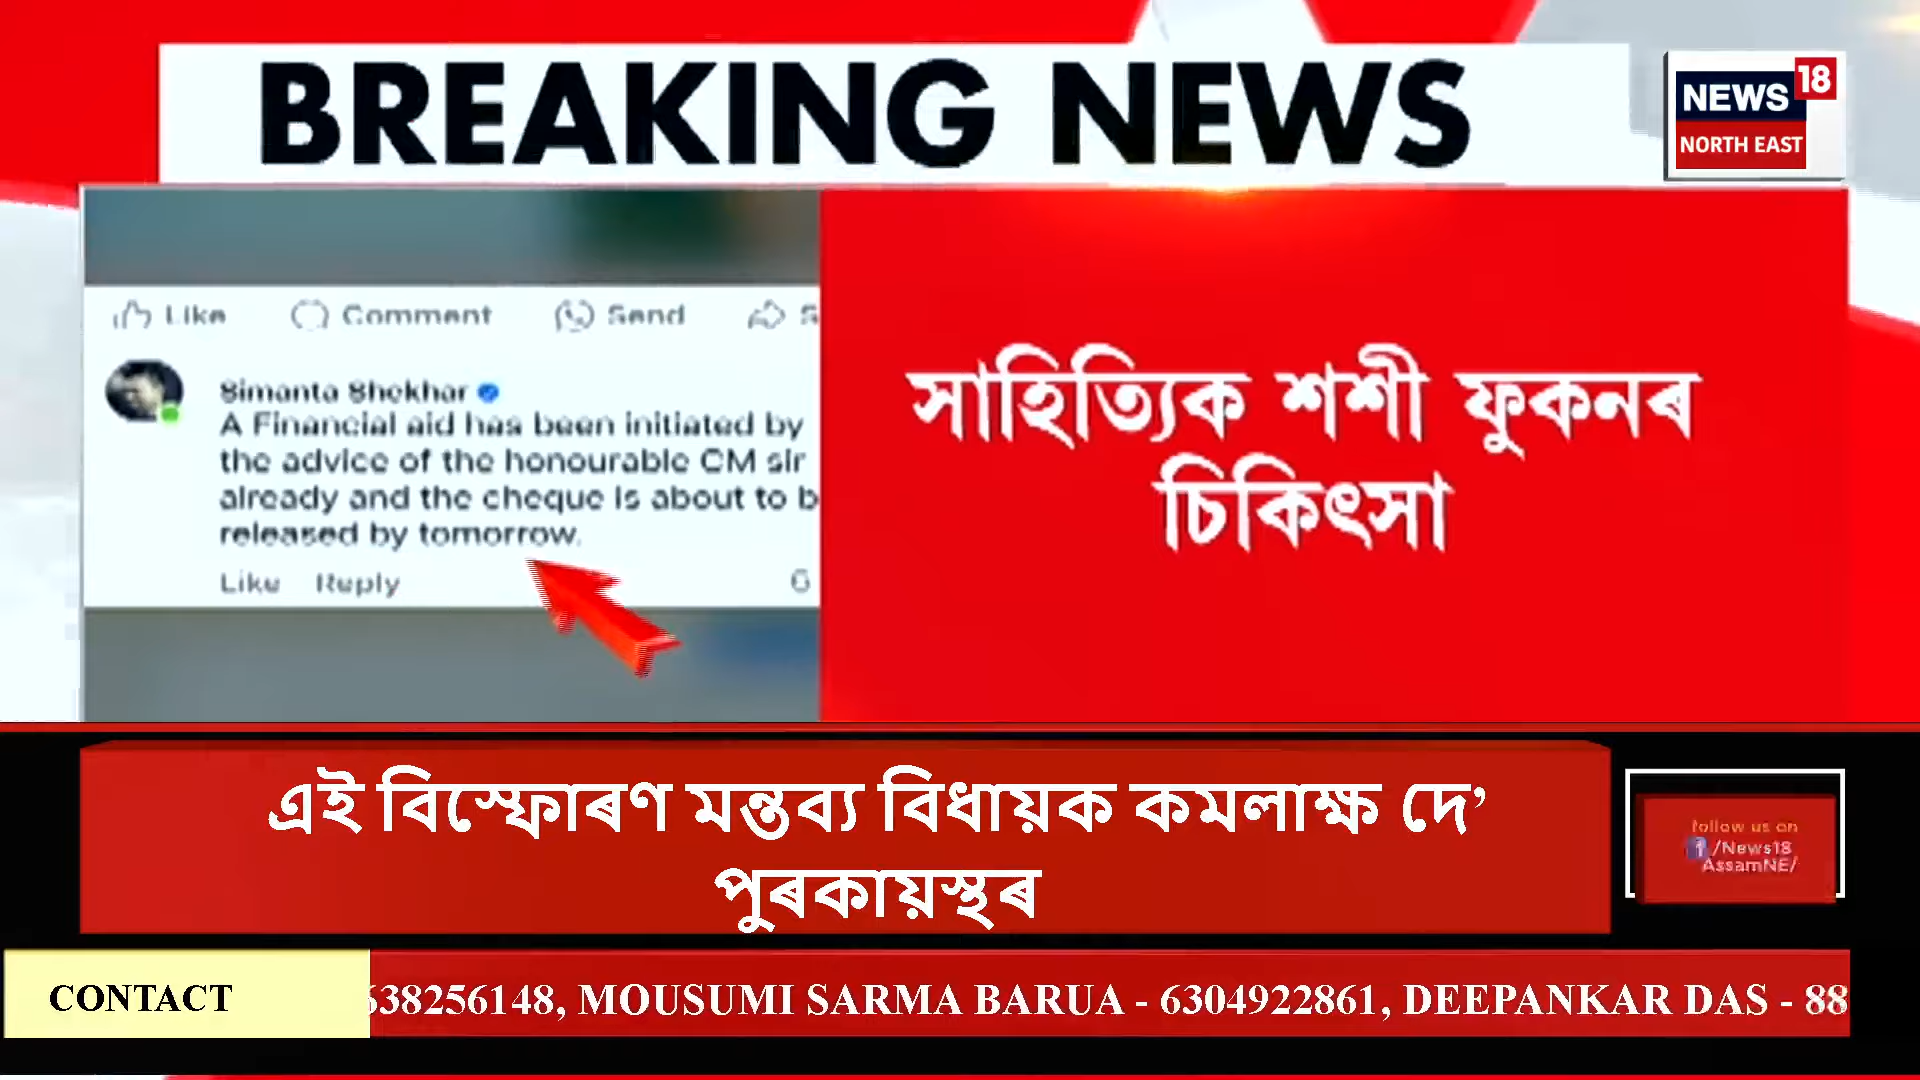 BREAKING NEWS
NEWS 18
NORTH EAST
Like Comment Send
Simanta Shekhar
A Financial aid has been initiated by
the advice of the honourable CM sir
already and the cheque is about to b
released by tomorrow.
Like Reply 6
সাহিত্যিক শশী ফুকনৰ
চিকিৎসা
এই বিস্ফোৰণ মন্তব্য বিধায়ক কমলাক্ষ দে’
পুৰকায়স্থৰ
follow us on
f /News18
AssamNE/
CONTACT
638256148, MOUSUMI SARMA BARUA - 6304922861, DEEPANKAR DAS - 88